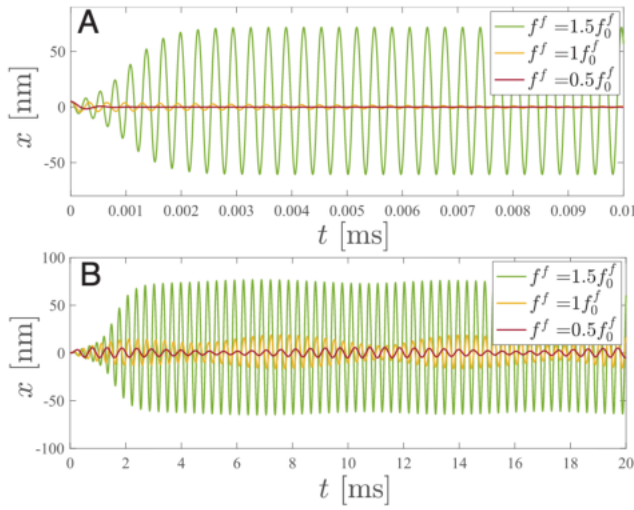 A
x [nm]
50
0
-50
f^f =1.5f_0^f
f^f =1f_0^f
f^f =0.5f_0^f
0 0.001 0.002 0.003 0.004 0.005 0.006 0.007 0.008 0.009 0.01
t [ms]
B
x [nm]
100
50
0
-50
-100
f^f =1.5f_0^f
f^f =1f_0^f
f^f =0.5f_0^f
0 2 4 6 8 10 12 14 16 18 20
t [ms]